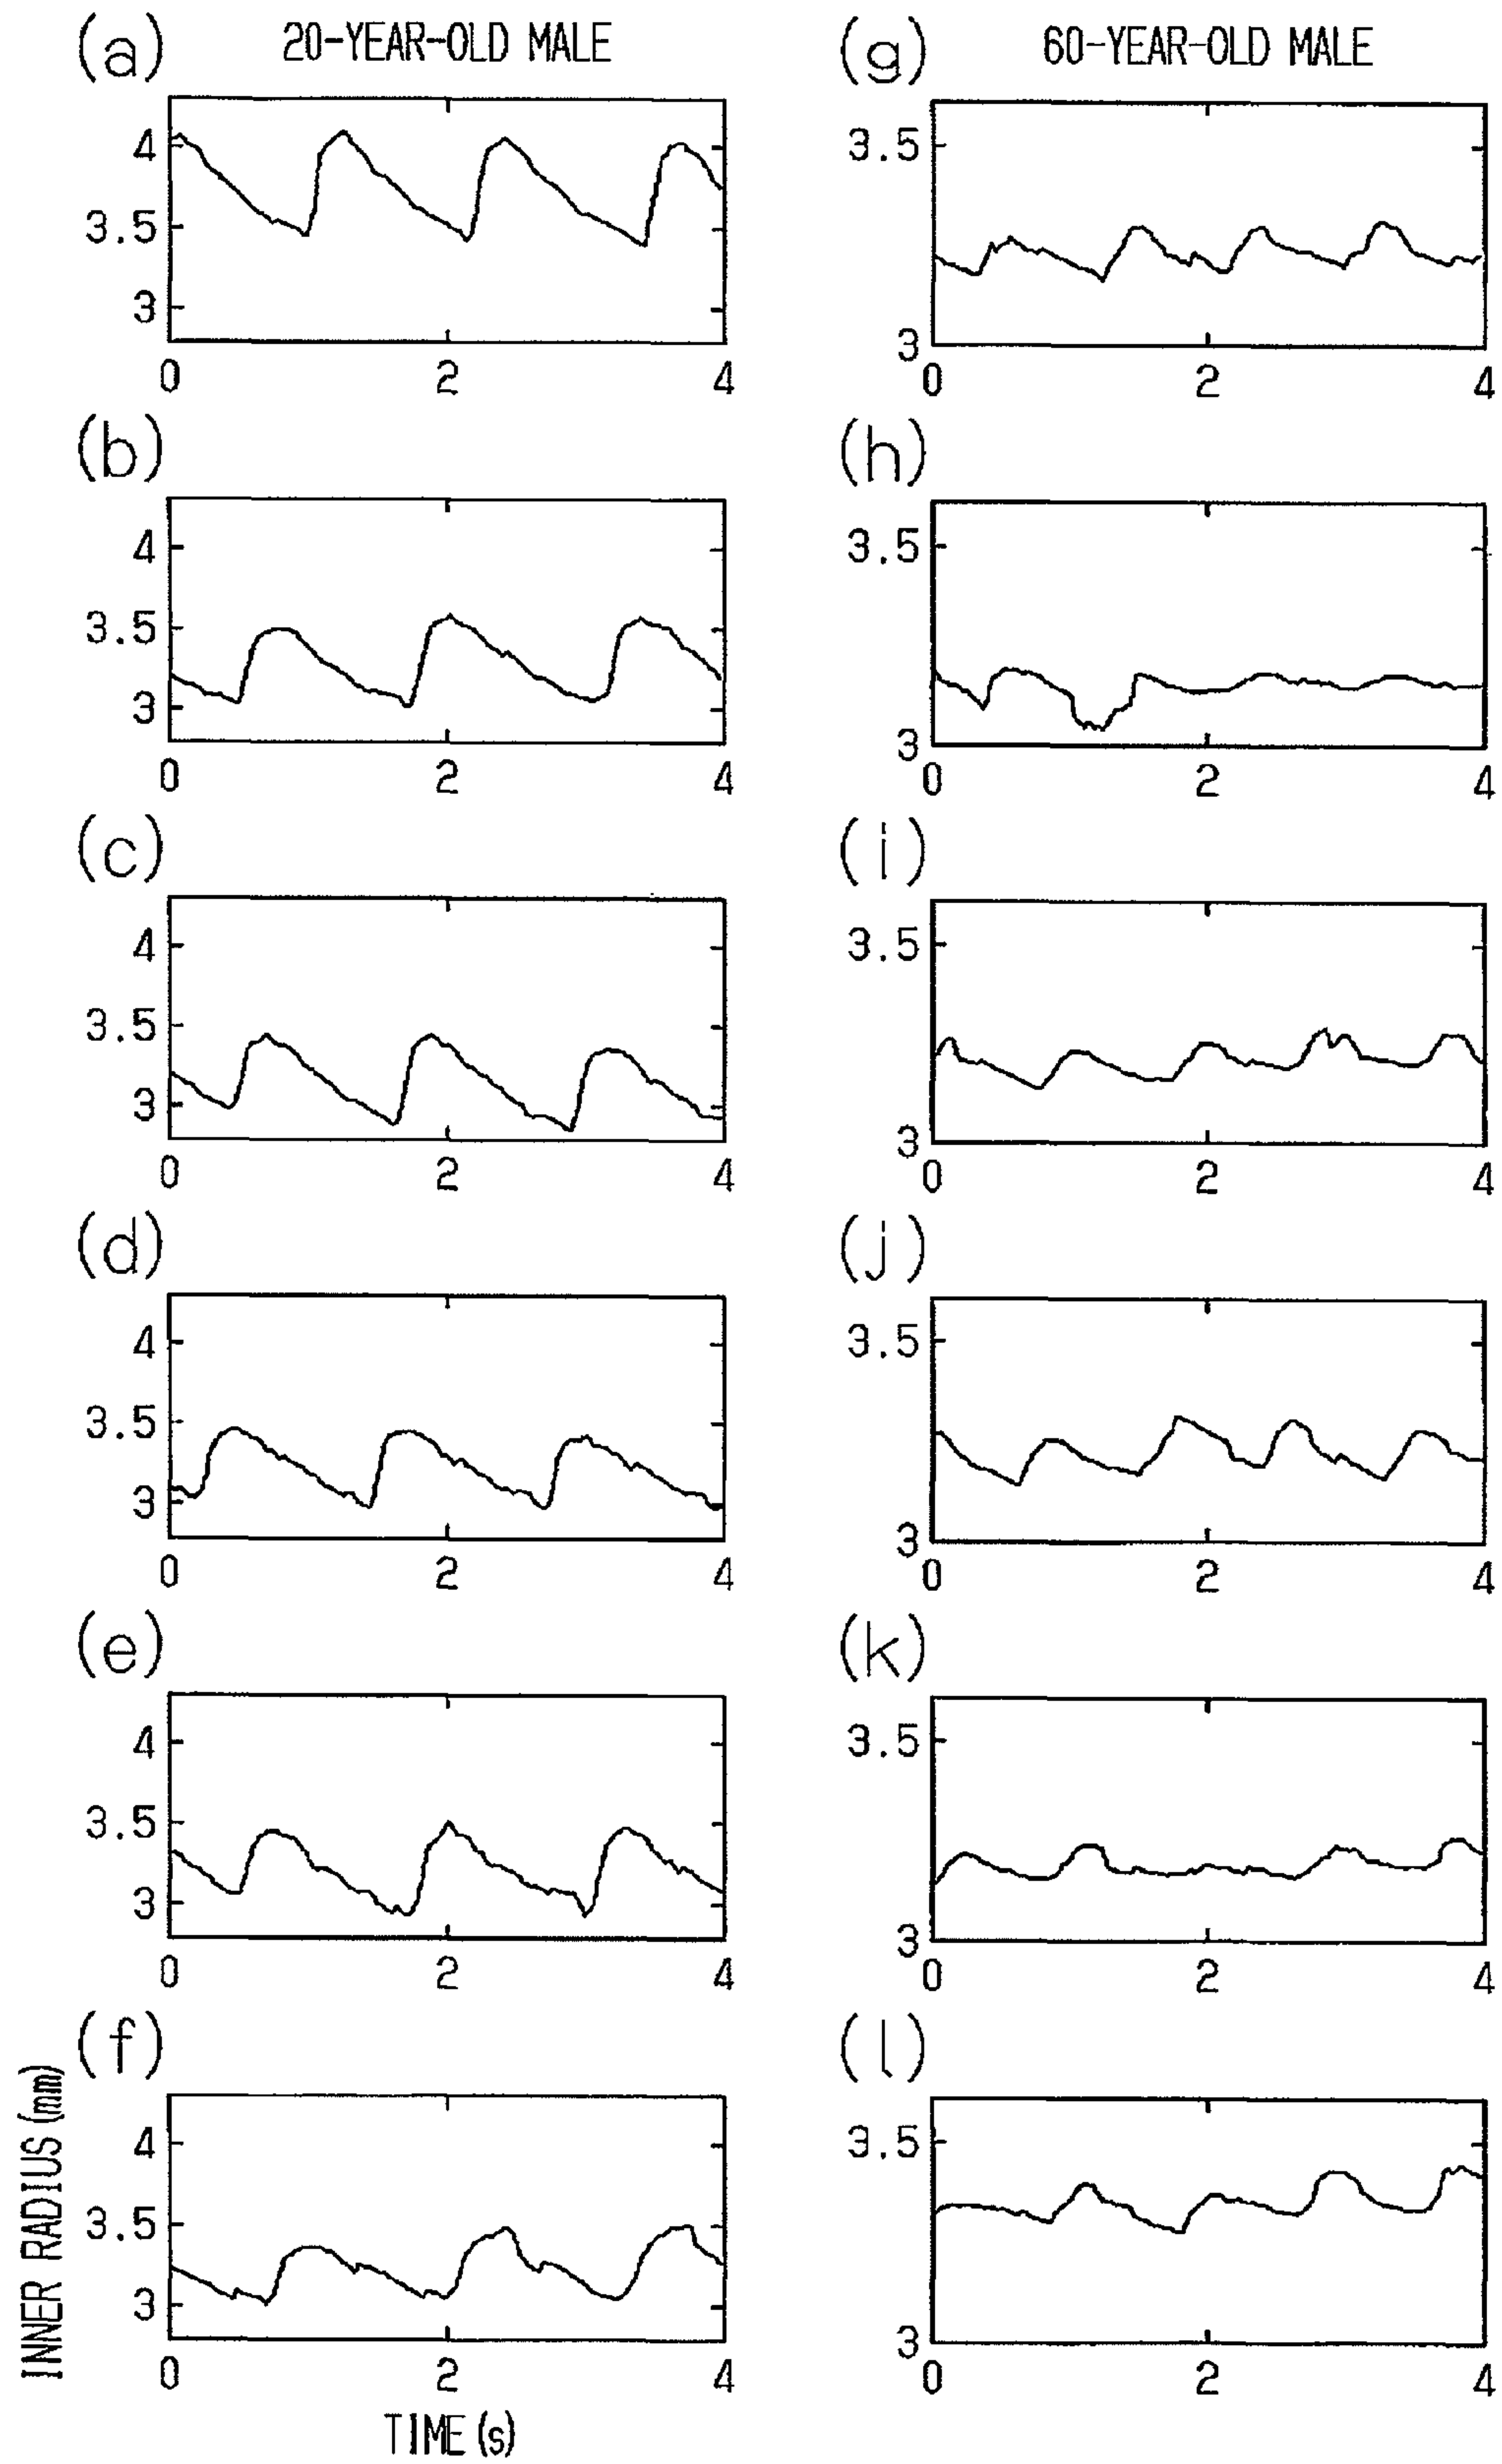 (a) 20-YEAR-OLD MALE
4
3.5
3
0 2 4
(b)
4
3.5
3
0 2 4
(c)
4
3.5
3
0 2 4
(d)
4
3.5
3
0 2 4
(e)
4
3.5
3
0 2 4
(f)
4
3.5
3
0 2 4
INNER RADIUS (mm)
TIME (s)
(g) 60-YEAR-OLD MALE
3.5
3
0 2 4
(h)
3.5
3
0 2 4
(i)
3.5
3
0 2 4
(j)
3.5
3
0 2 4
(k)
3.5
3
0 2 4
(l)
3.5
3
0 2 4